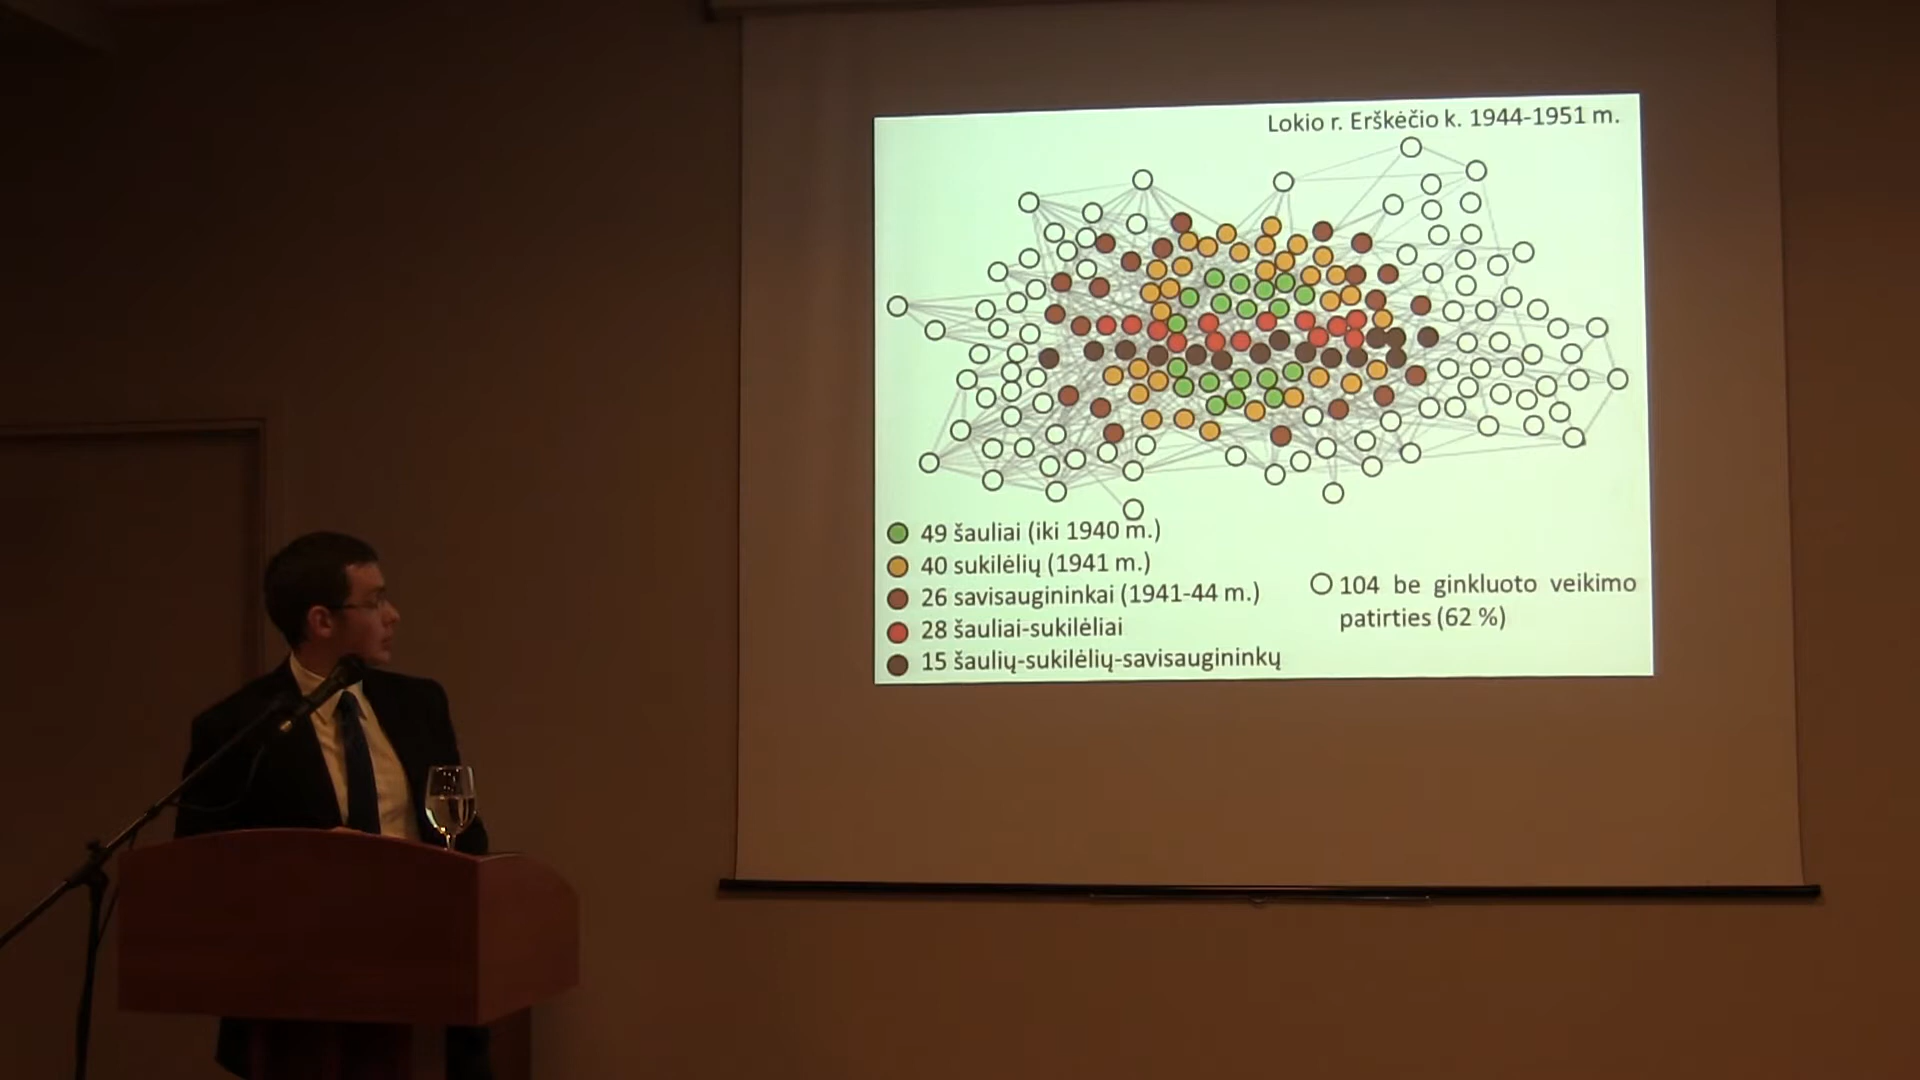 Lokio r. Erškėčio k. 1944-1951 m.
49 šauliai (iki 1940 m.)
40 sukilėlių (1941 m.)
26 savisaugininkai (1941-44 m.)
28 šauliai-sukilėliai
15 šaulių-sukilėlių-savisaugininkų
104 be ginkluoto veikimo
patirties (62 %)